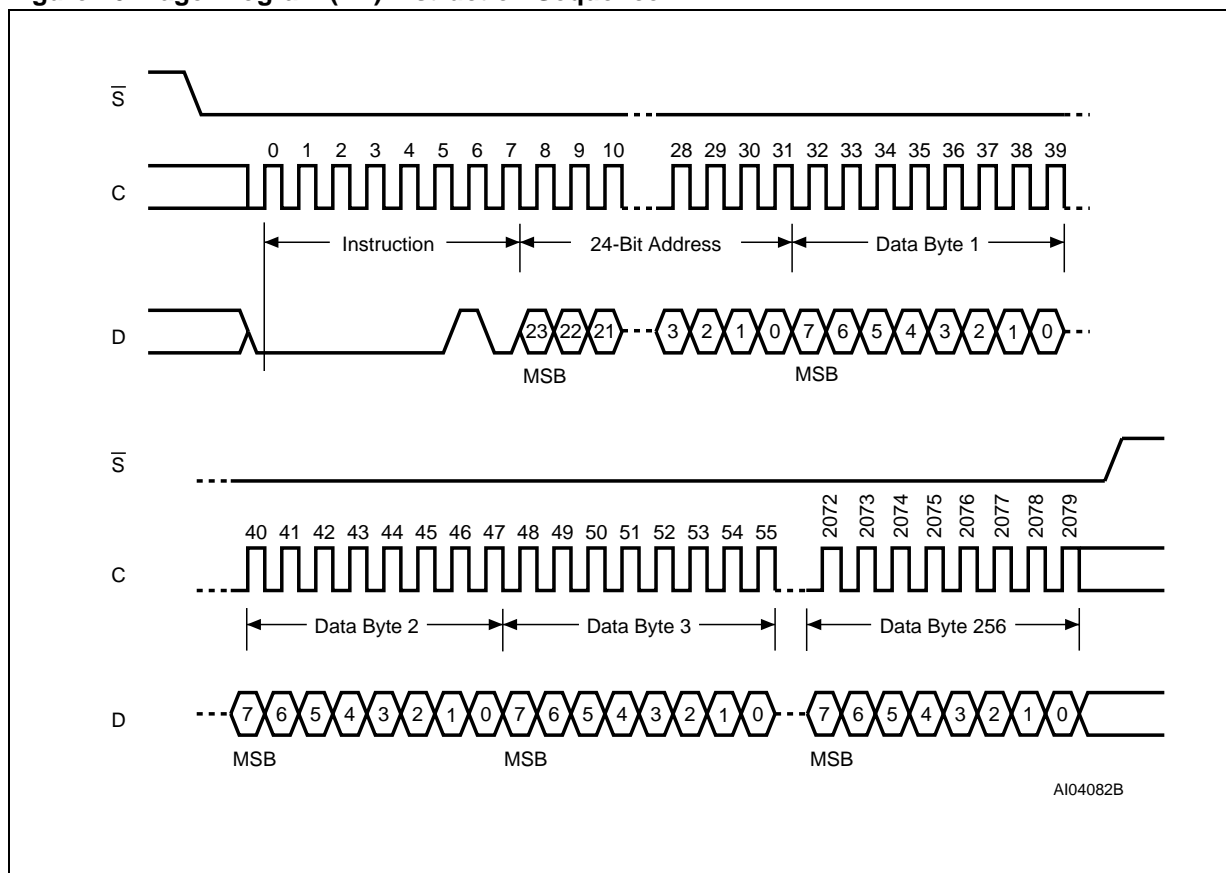 S
0 1 2 3 4 5 6 7 8 9 10 28 29 30 31 32 33 34 35 36 37 38 39
C
Instruction 24-Bit Address Data Byte 1
D 23 22 21 3 2 1 0 7 6 5 4 3 2 1 0
MSB MSB
S
40 41 42 43 44 45 46 47 48 49 50 51 52 53 54 55 2072 2073 2074 2075 2076 2077 2078 2079
C
Data Byte 2 Data Byte 3 Data Byte 256
D 7 6 5 4 3 2 1 0 7 6 5 4 3 2 1 0 7 6 5 4 3 2 1 0
MSB MSB MSB
AI04082B